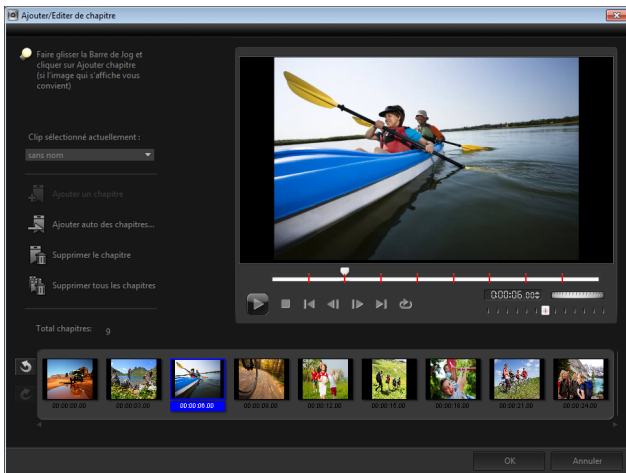 Ajouter/Editer de chapitre
Faire glisser la Barre de Jog et
cliquer sur Ajouter chapitre
(si l'image qui s'affiche vous
convient)
Clip sélectionné actuellement :
sans nom
Ajouter un chapitre
Ajouter auto des chapitres...
Supprimer le chapitre
Supprimer tous les chapitres
Total chapitres: 9
0:00:06.00
00:00:00.00 00:00:03.00 00:00:06.00 00:00:09.00 00:00:12.00 00:00:15.00 00:00:18.00 00:00:21.00 00:00:24.00
OK Annuler